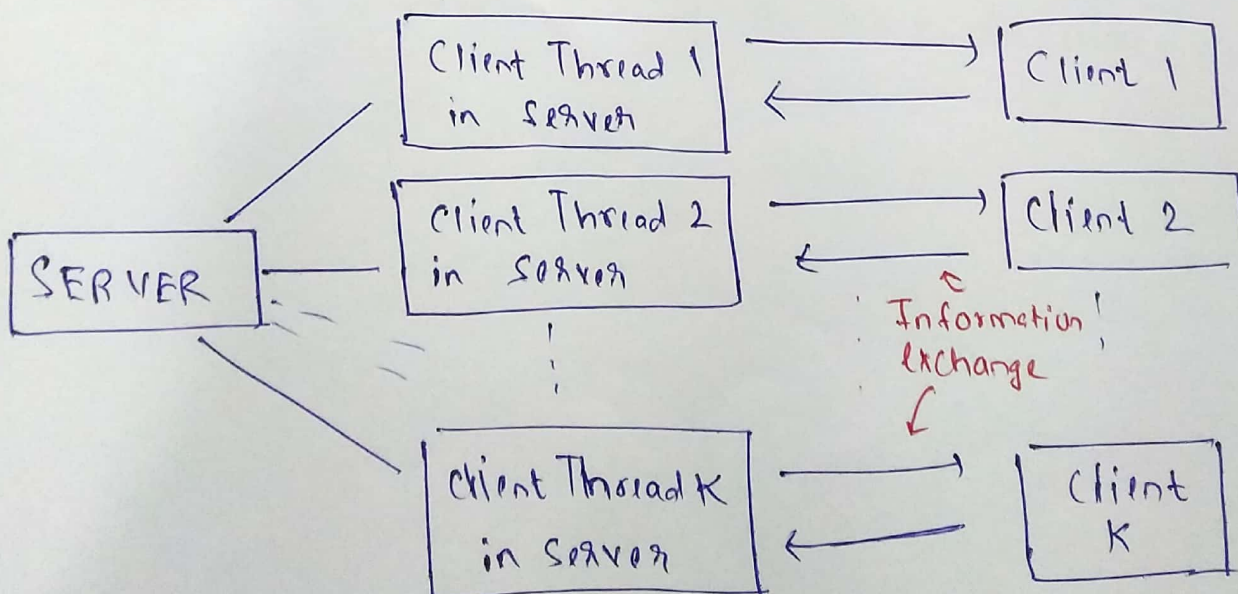 Client Thread 1
in Server
Client 1
SERVER
Client Thread 2
in Server
Client 2
Information
exchange
Client Thread K
in Server
Client
K